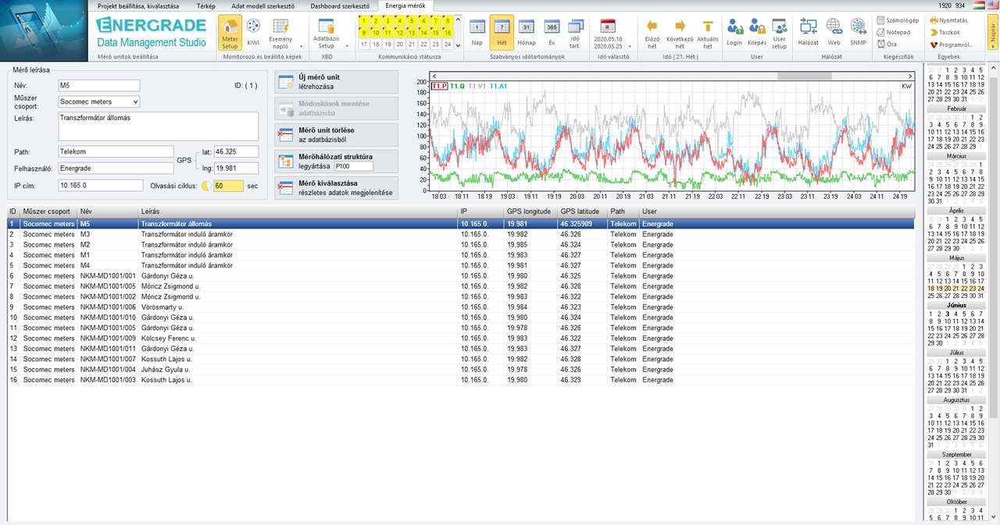 Projekt beállítása, kiválasztása Térkép Adat modell szerkesztő Dashboard szerkesztő Energia mérők 1920 934
ENERGRADE
Data Management Studio
Mérő unitok beállítása
Meter Setup KIWI Esemény napló
Monitorozó és beállító képek
Adatbázis Setup
XBD
1 2 3 4 5 6 7 8
9 10 11 12 13 14 15 16
17 18 19 20 21 22 23 24
Kommunikáció státusza
1 7 31 365
Nap Hét Hónap Év Idő tart.
Szabványos időtartományok
2020.05.18
2020.05.25
Idő választó
Előző hét Következő hét Aktuális hét
Idő ( 21. Hét )
Login Kilépés User setup
User
Hálózat Web SNMP
Hálózat
Számológép
Notepad
Óra
Kiegészítők
Nyomtatás
Taszkok
Programról..
Egyebek
Naptár
Mérő leírása
Név: M5 ID: ( 1 )
Műszer csoport: Socomec meters
Leírás: Transzformátor állomás
Path: Telekom
Felhasználó: Energrade
GPS lat: 46.325
lng: 19.981
IP cím: 10.165.0 Olvasási ciklus: 60 sec
Új mérő unit
létrehozása
Módosítások mentése
adatbázisba
Mérő unit törlése
az adatbázisból
Mérőhálózati struktúra
legyártása P100
Mérő kiválasztása
részletes adatok megjelenítése
T1.P T1.Q T1.V1 T1.A1 KW
200
180
160
140
120
100
80
60
40
20
0
18 03 18 11 18 19 19 03 19 11 19 19 20 03 20 11 20 19 21 03 21 11 21 19 22 03 22 11 22 19 23 03 23 11 23 19 24 03 24 11 24 19
ID Műszer csoport Név Leírás IP GPS longitude GPS latitude Path User
1 Socomec meters M5 Transzformátor állomás 10.165.0. 19.981 46.325909 Telekom Energrade
2 Socomec meters M3 Transzformátor induló áramkör 10.165.0. 19.982 46.326 Telekom Energrade
3 Socomec meters M2 Transzformátor induló áramkör 10.165.0. 19.985 46.324 Telekom Energrade
4 Socomec meters M1 Transzformátor induló áramkör 10.165.0. 19.983 46.327 Telekom Energrade
5 Socomec meters M4 Transzformátor induló áramkör 10.165.0. 19.981 46.327 Telekom Energrade
6 Socomec meters NKM-MD1001/001 Gárdonyi Géza u. 10.165.0. 19.980 46.325 Telekom Energrade
7 Socomec meters NKM-MD1001/005 Móricz Zsigmond u. 10.165.0. 19.982 46.328 Telekom Energrade
8 Socomec meters NKM-MD1001/002 Móricz Zsigmond u. 10.165.0. 19.983 46.322 Telekom Energrade
9 Socomec meters NKM-MD1001/006 Vörösmarty u. 10.165.0. 19.984 46.323 Telekom Energrade
10 Socomec meters NKM-MD1001/010 Gárdonyi Géza u. 10.165.0. 19.980 46.324 Telekom Energrade
11 Socomec meters NKM-MD1001/005 Gárdonyi Géza u. 10.165.0. 19.978 46.326 Telekom Energrade
12 Socomec meters NKM-MD1001/009 Kölcsey Ferenc u. 10.165.0. 19.983 46.322 Telekom Energrade
13 Socomec meters NKM-MD1001/011 Gárdonyi Géza u. 10.165.0. 19.983 46.327 Telekom Energrade
14 Socomec meters NKM-MD1001/007 Kossuth Lajos u. 10.165.0. 19.982 46.328 Telekom Energrade
15 Socomec meters NKM-MD1001/004 Juhász Gyula u. 10.165.0. 19.978 46.326 Telekom Energrade
16 Socomec meters NKM-MD1001/003 Kossuth Lajos u. 10.165.0. 19.980 46.329 Telekom Energrade
30 31 1 2 3 4 5
6 7 8 9 10 11 12
13 14 15 16 17 18 19
20 21 22 23 24 25 26
27 28 29 30 31 1 2
Február
27 28 29 30 31 1 2
3 4 5 6 7 8 9
10 11 12 13 14 15 16
17 18 19 20 21 22 23
24 25 26 27 28 29 1
Március
24 25 26 27 28 29 1
2 3 4 5 6 7 8
9 10 11 12 13 14 15
16 17 18 19 20 21 22
23 24 25 26 27 28 29
30 31 1 2 3 4 5
Április
30 31 1 2 3 4 5
6 7 8 9 10 11 12
13 14 15 16 17 18 19
20 21 22 23 24 25 26
27 28 29 30 1 2 3
Május
27 28 29 30 1 2 3
4 5 6 7 8 9 10
11 12 13 14 15 16 17
18 19 20 21 22 23 24
25 26 27 28 29 30 31
Június
1 2 3 4 5 6 7
8 9 10 11 12 13 14
15 16 17 18 19 20 21
22 23 24 25 26 27 28
29 30 1 2 3 4 5
Július
29 30 1 2 3 4 5
6 7 8 9 10 11 12
13 14 15 16 17 18 19
20 21 22 23 24 25 26
27 28 29 30 31 1 2
Augusztus
27 28 29 30 31 1 2
3 4 5 6 7 8 9
10 11 12 13 14 15 16
17 18 19 20 21 22 23
24 25 26 27 28 29 30
31 1 2 3 4 5 6
Szeptember
31 1 2 3 4 5 6
7 8 9 10 11 12 13
14 15 16 17 18 19 20
21 22 23 24 25 26 27
28 29 30 1 2 3 4
Október
28 29 30 1 2 3 4
5 6 7 8 9 10 11